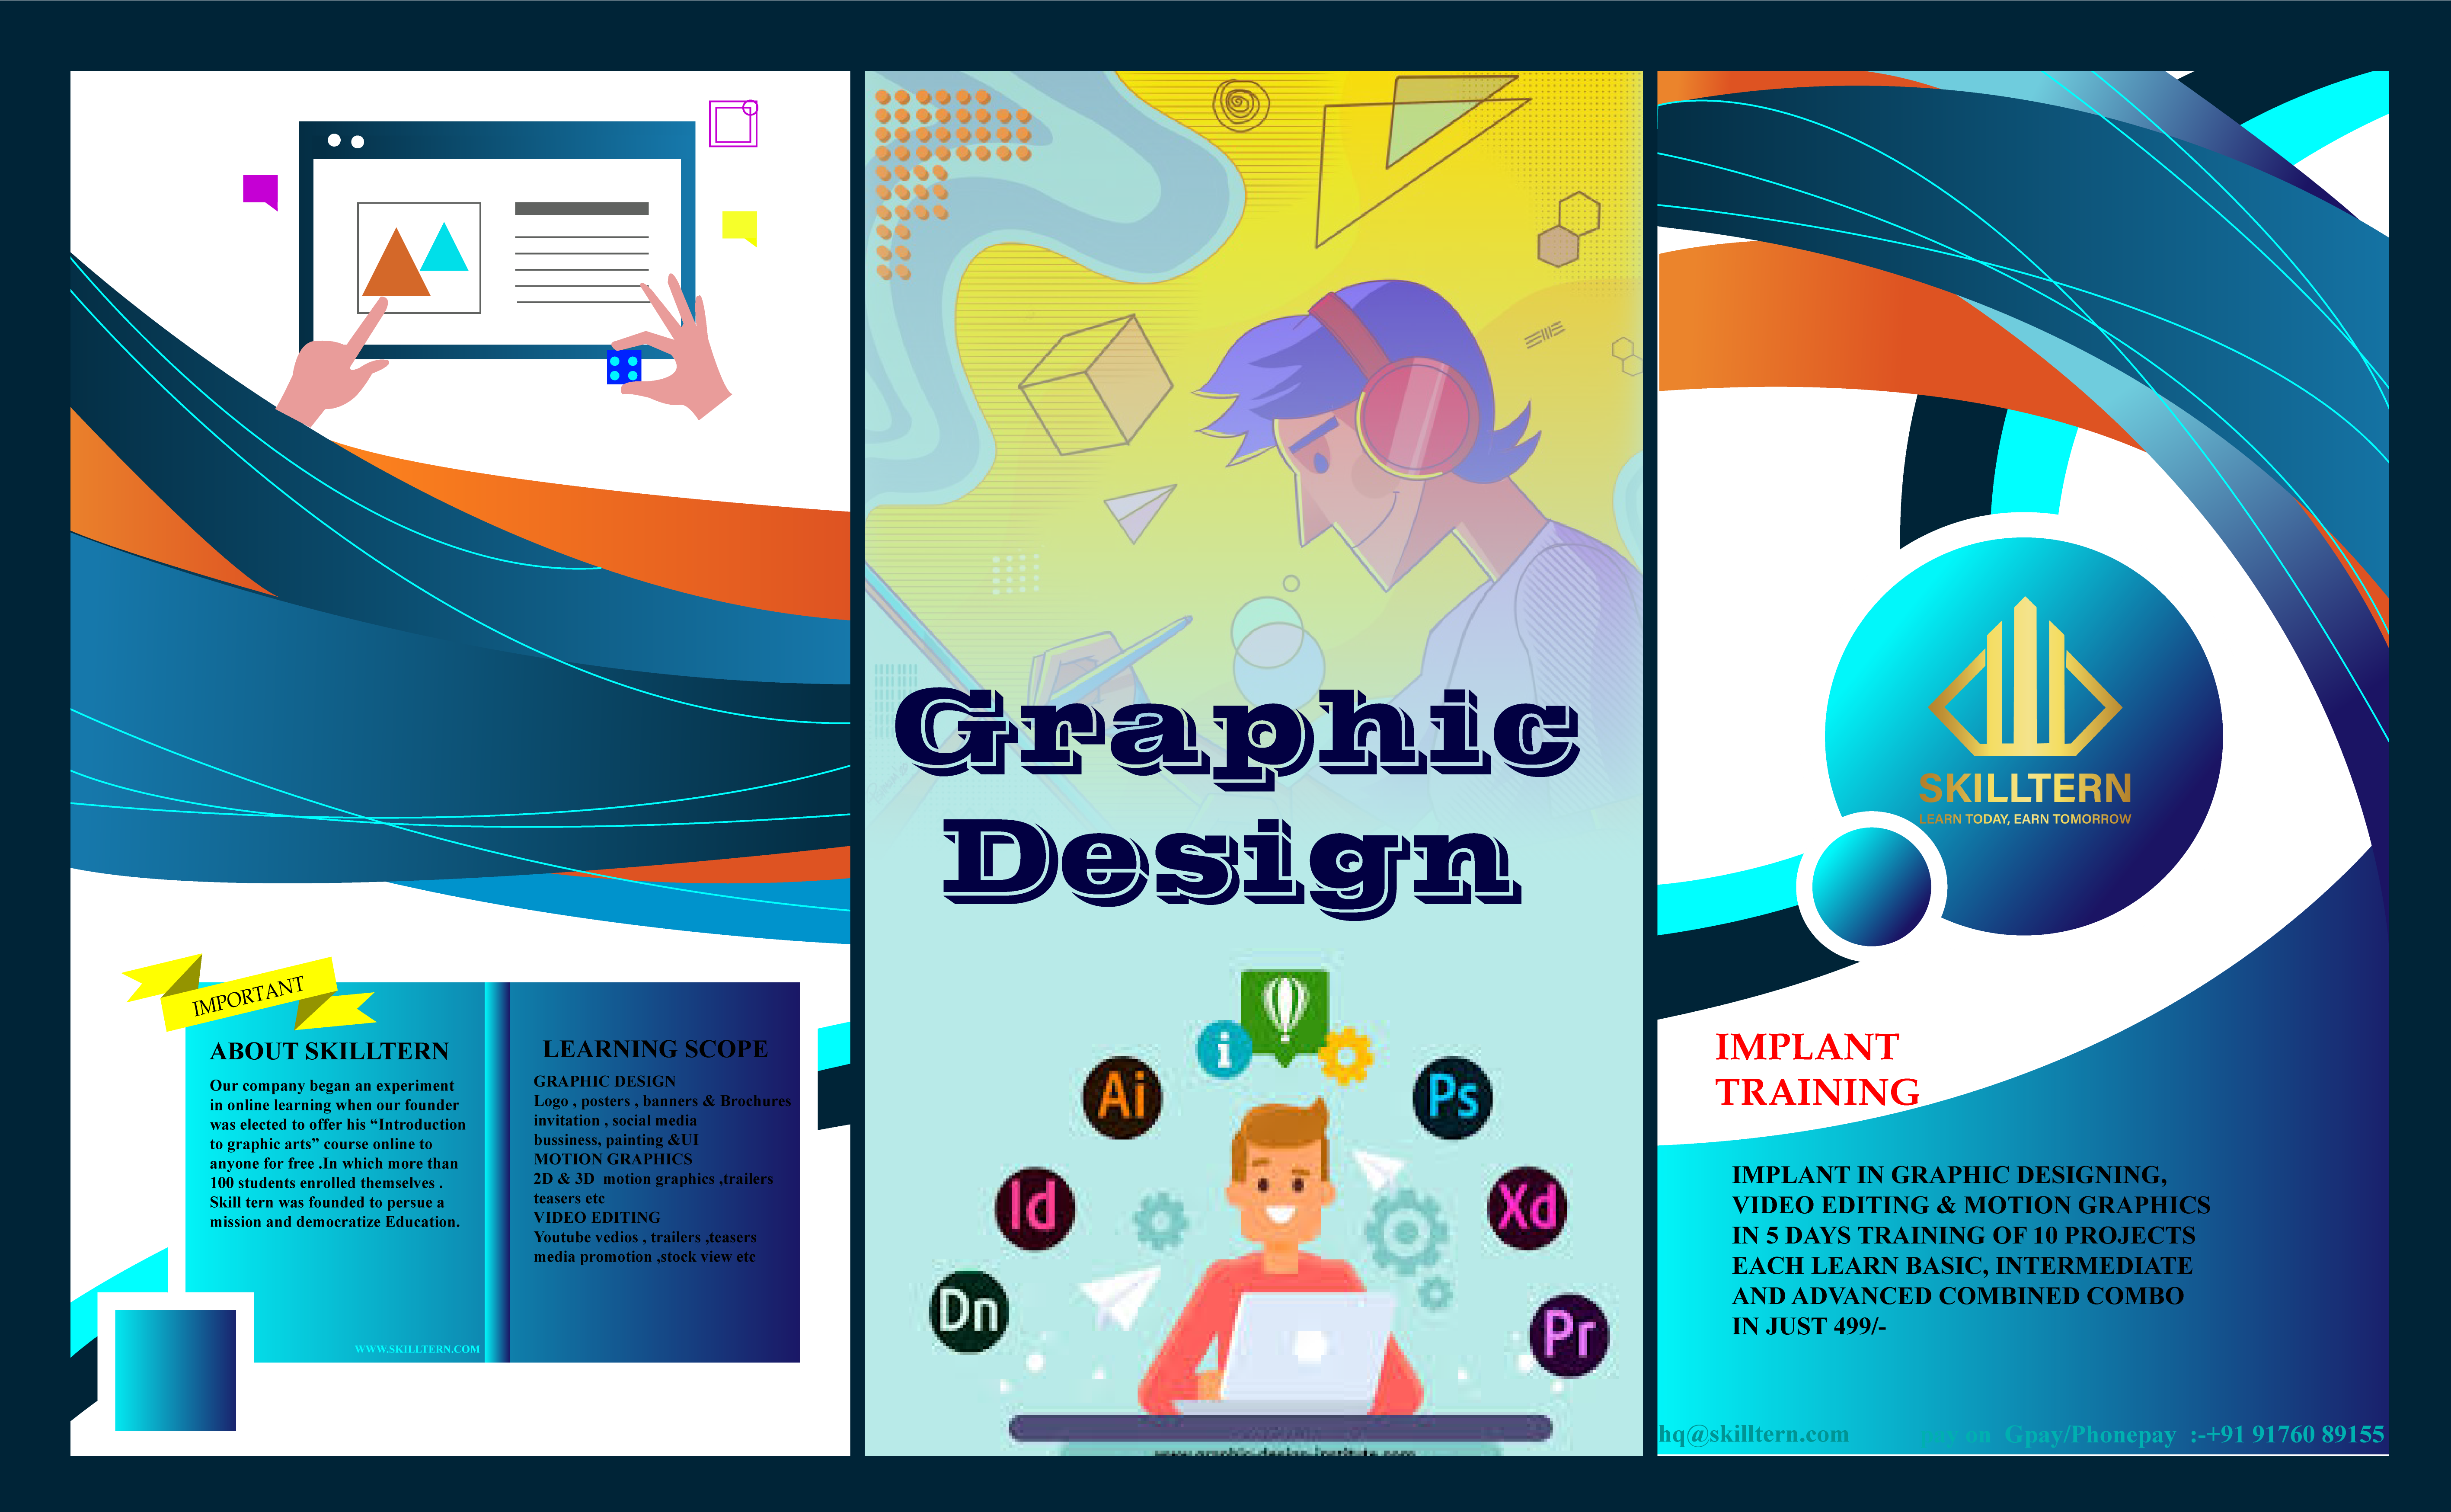 IMPORTANT
ABOUT SKILLTERN
Our company began an experiment
in online learning when our founder
was elected to offer his “Introduction
to graphic arts” course online to
anyone for free .In which more than
100 students enrolled themselves .
Skill tern was founded to persue a
mission and democratize Education.
WWW.SKILLTERN.COM
LEARNING SCOPE
GRAPHIC DESIGN
Logo , posters , banners & Brochures
invitation , social media
bussiness, painting &UI
MOTION GRAPHICS
2D & 3D motion graphics ,trailers
teasers etc
VIDEO EDITING
Youtube vedios , trailers ,teasers
media promotion ,stock view etc
Graphic
Design
i
Ai
Ps
Id
Xd
Dn
Pr
www.graphic-design-institute.com
SKILLTERN
LEARN TODAY, EARN TOMORROW
IMPLANT
TRAINING
IMPLANT IN GRAPHIC DESIGNING,
VIDEO EDITING & MOTION GRAPHICS
IN 5 DAYS TRAINING OF 10 PROJECTS
EACH LEARN BASIC, INTERMEDIATE
AND ADVANCED COMBINED COMBO
IN JUST 499/-
hq@skilltern.com on Gpay/Phonepay :-+91 91760 89155